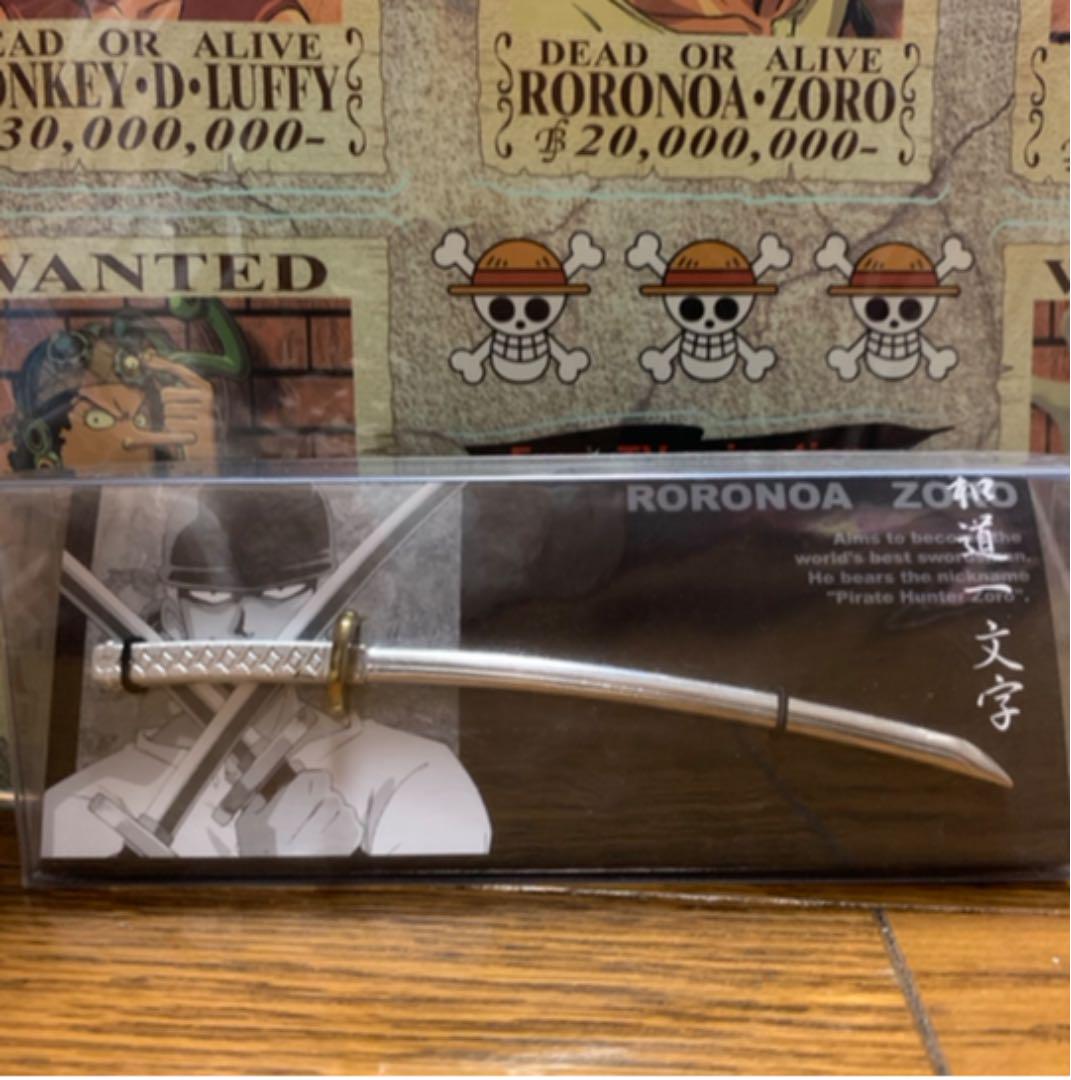 DEAD OR ALIVE
MONKEY·D·LUFFY
30,000,000-
DEAD OR ALIVE
RORONOA·ZORO
฿20,000,000-
WANTED
RORONOA ZORO
Aims to become the
world's best swordsman.
He bears the nickname
"Pirate Hunter Zoro".
和道一文字